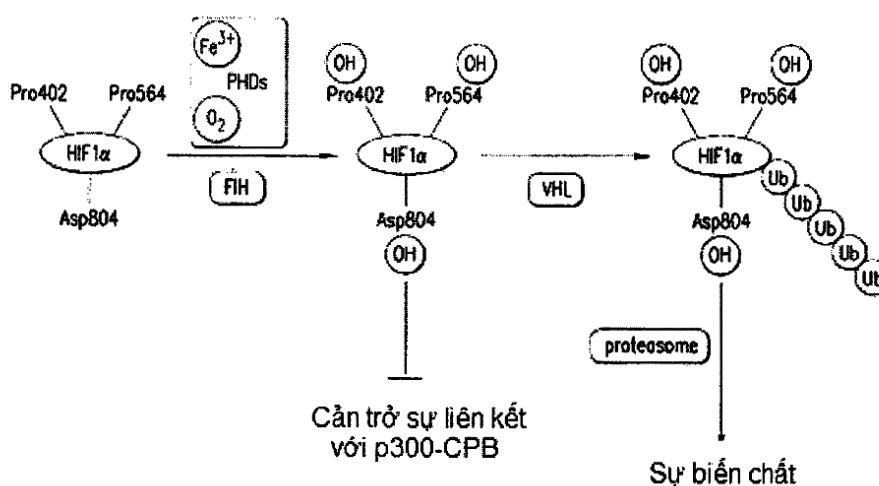 Fe3+
PHDs
O2
Pro402 Pro564
HIF1α
Asp804
FIH
OH OH
Pro402 Pro564
HIF1α
Asp804
OH
Cản trở sự liên kết
với p300-CPB
VHL
OH OH
Pro402 Pro564
HIF1α
Ub
Ub
Ub
Ub
Ub
Asp804
OH
proteasome
Sự biến chất